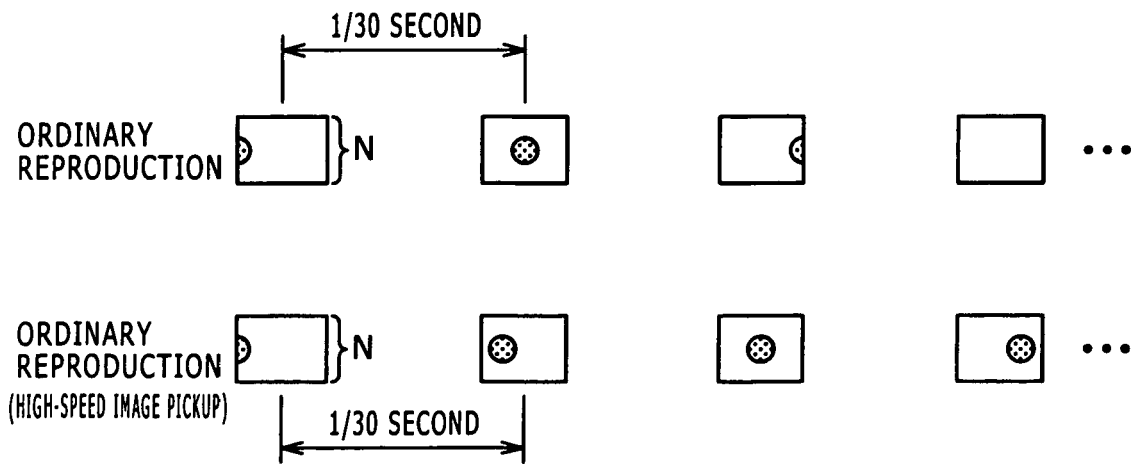 1/30 SECOND
ORDINARY
REPRODUCTION
N
...
ORDINARY
REPRODUCTION
(HIGH-SPEED IMAGE PICKUP)
N
...
1/30 SECOND